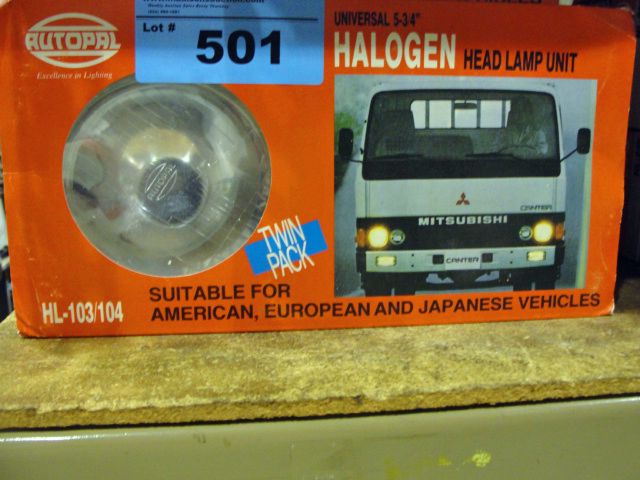 Lot #
501
AUTOPAL
Excellence in Lighting
UNIVERSAL 5-3/4"
HALOGEN HEAD LAMP UNIT
AUTOPAL
CANTER
MITSUBISHI
CANTER
TWIN
PACK
HL-103/104
SUITABLE FOR
AMERICAN, EUROPEAN AND JAPANESE VEHICLES